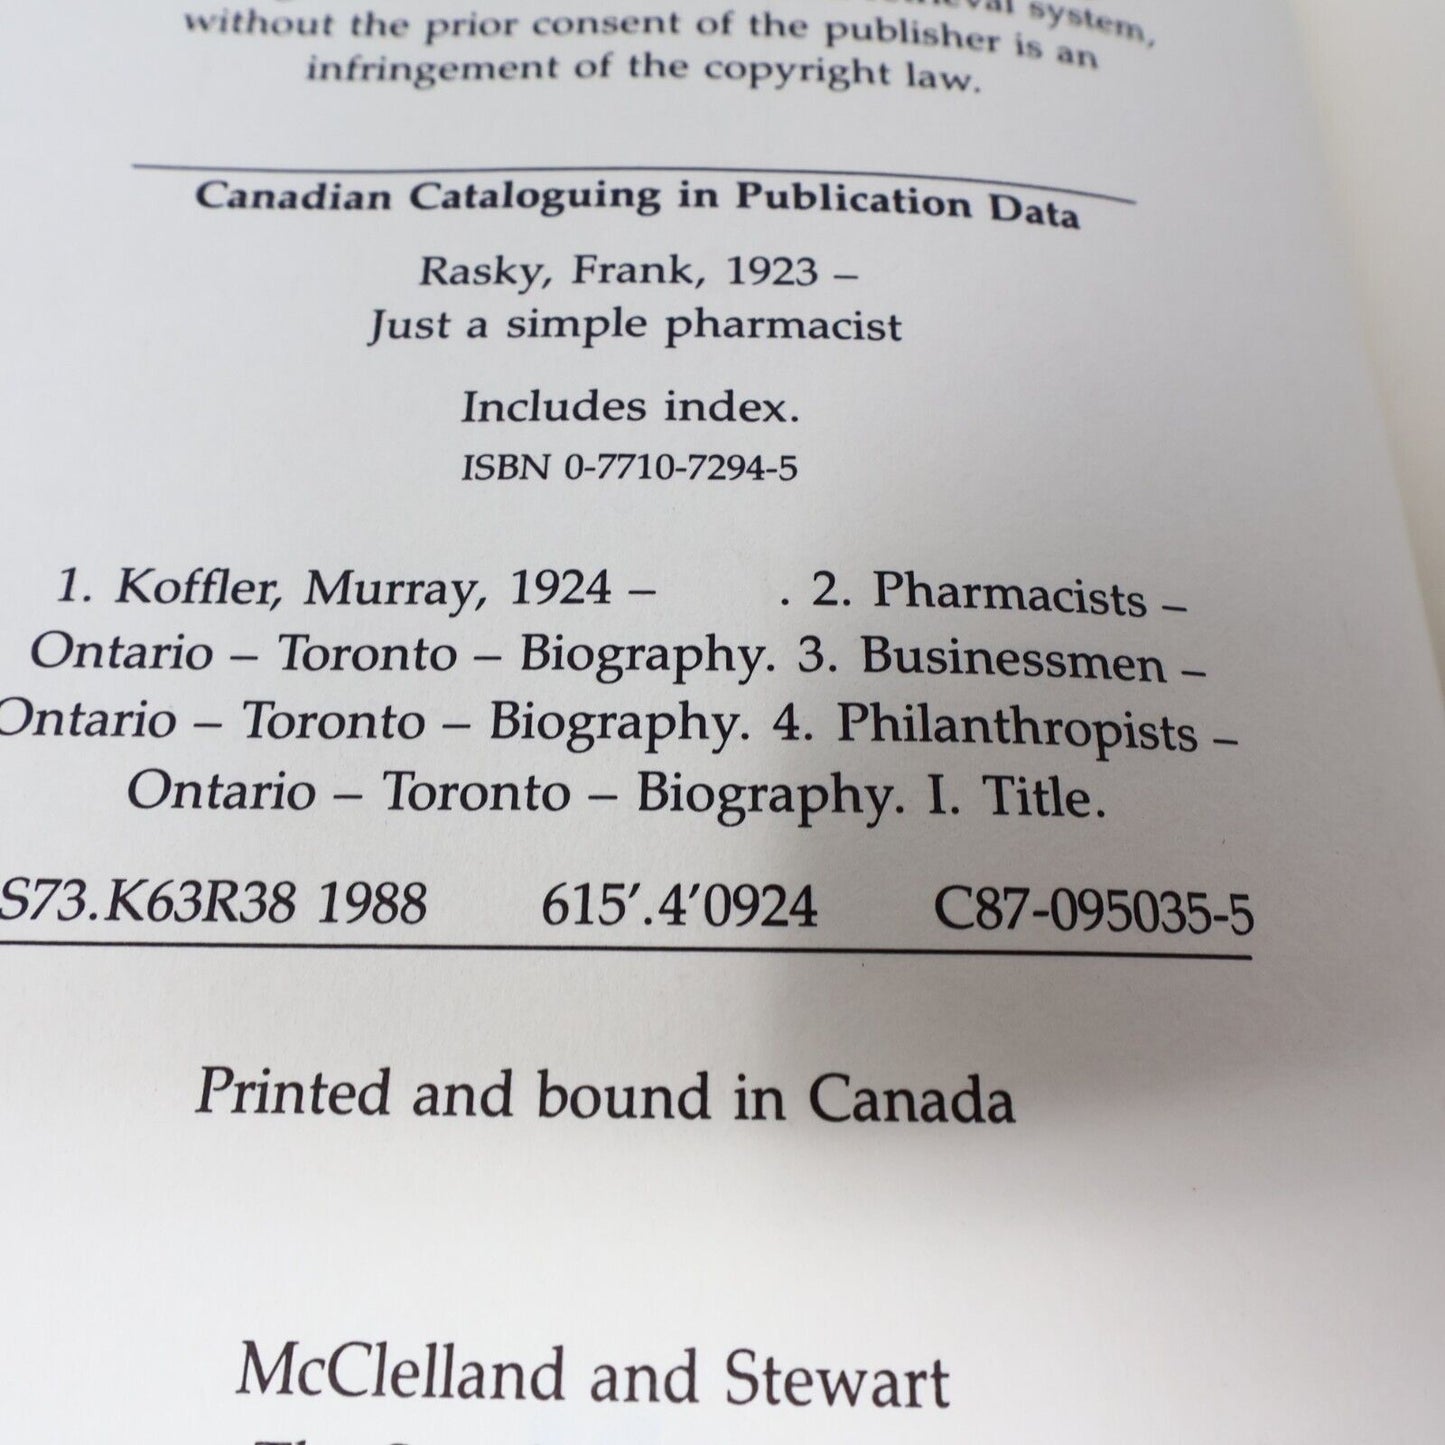 system,
without the prior consent of the publisher is an
infringement of the copyright law.
Canadian Cataloguing in Publication Data
Rasky, Frank, 1923 –
Just a simple pharmacist
Includes index.
ISBN 0-7710-7294-5
1. Koffler, Murray, 1924 – . 2. Pharmacists –
Ontario – Toronto – Biography. 3. Businessmen –
Ontario – Toronto – Biography. 4. Philanthropists –
Ontario – Toronto – Biography. I. Title.
S73.K63R38 1988 615'.4'0924 C87-095035-5
Printed and bound in Canada
McClelland and Stewart